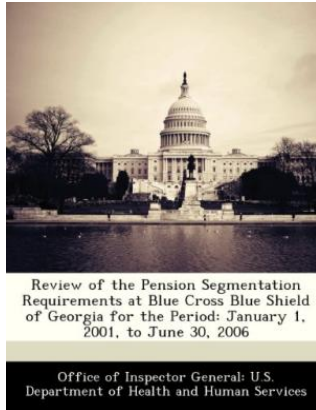 Review of the Pension Segmentation
Requirements at Blue Cross Blue Shield
of Georgia for the Period: January 1,
2001, to June 30, 2006
Office of Inspector General: U.S.
Department of Health and Human Services